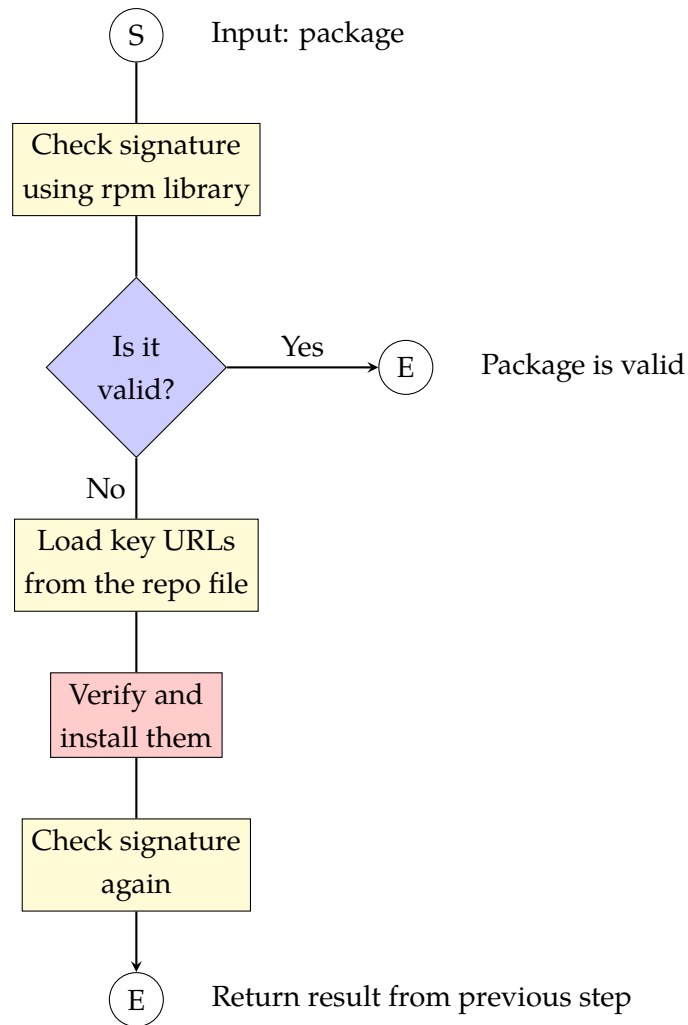 S
Input: package
Check signature
using rpm library
Is it
valid?
Yes
E
Package is valid
No
Load key URLs
from the repo file
Verify and
install them
Check signature
again
E
Return result from previous step